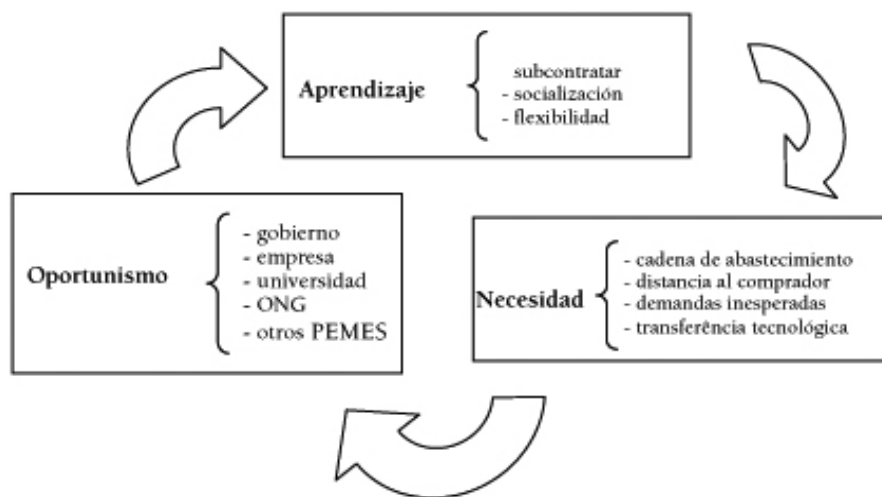 Aprendizaje
subcontratar
- socialización
- flexibilidad
Oportunismo
- gobierno
- empresa
- universidad
- ONG
- otros PEMES
Necesidad
- cadena de abastecimiento
- distancia al comprador
- demandas inesperadas
- transferência tecnológica